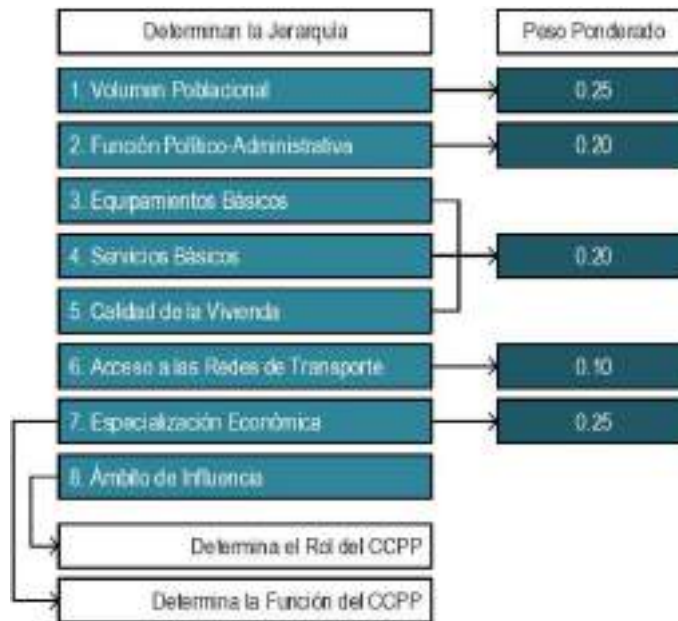 Determinan la Jerarquía Peso Ponderado
1. Volumen Poblacional 0.25
2. Función Político-Administrativa 0.20
3. Equipamientos Básicos
4. Servicios Básicos 0.20
5. Calidad de la Vivienda
6. Acceso a las Redes de Transporte 0.10
7. Especialización Económica 0.25
8. Ámbito de Influencia
Determina el Rol del CCPP
Determina la Función del CCPP